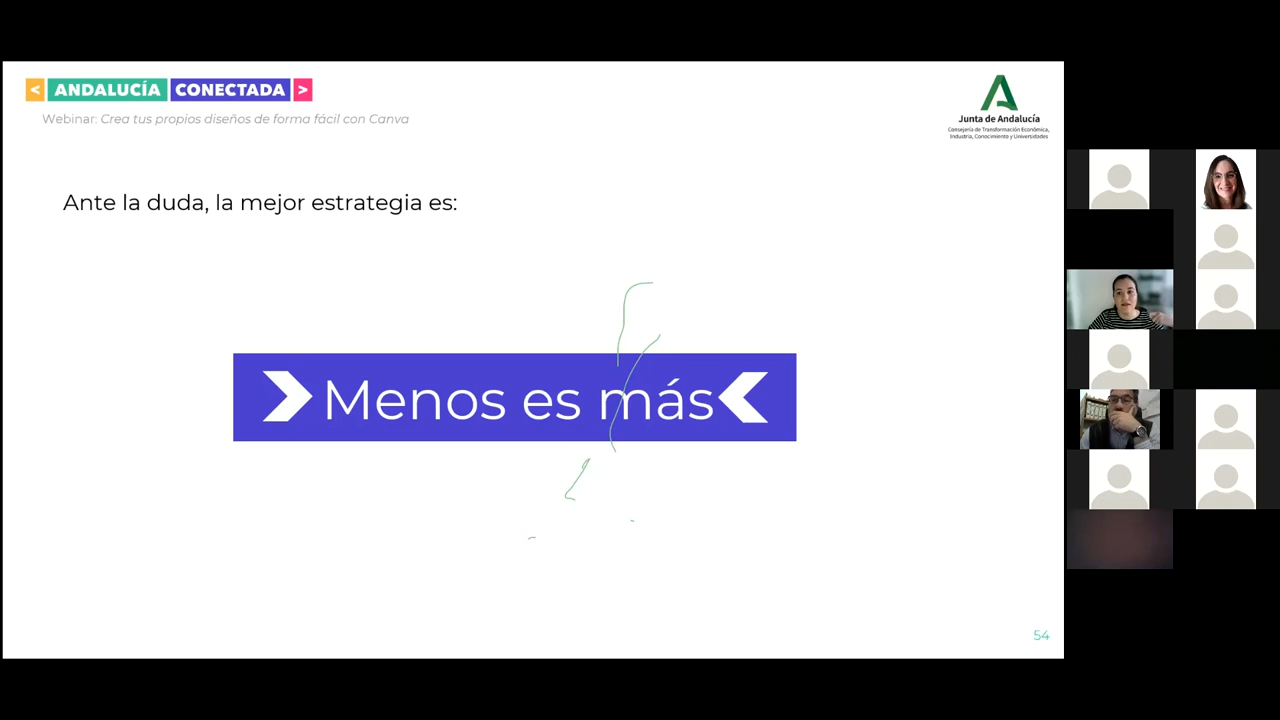 < ANDALUCÍA CONECTADA >
Webinar: Crea tus propios diseños de forma fácil con Canva
Junta de Andalucía
Consejería de Transformación Económica,
Industria, Conocimiento y Universidades
Ante la duda, la mejor estrategia es:
Menos es más
54